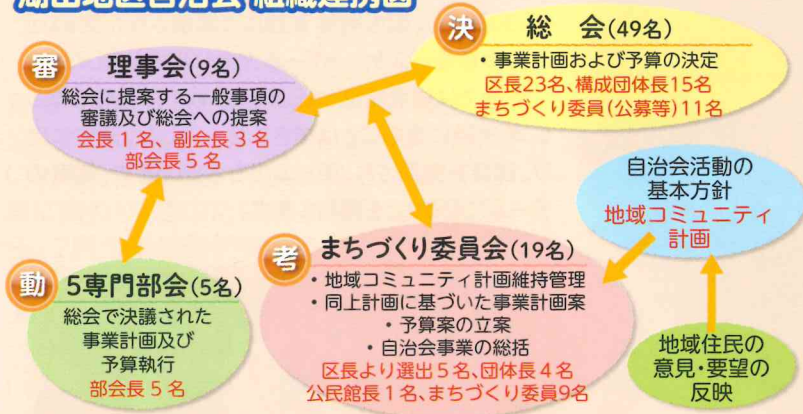 湖山地区自治会 組織連携図
決
総 会(49名)
・事業計画および予算の決定
区長23名、構成団体長15名
まちづくり委員(公募等)11名
審
理事会(9名)
総会に提案する一般事項の
審議及び総会への提案
会長1名、副会長3名
部会長5名
自治会活動の
基本方針
地域コミュニティ
計画
考
まちづくり委員会(19名)
・地域コミュニティ計画維持管理
・同上計画に基づいた事業計画案
・予算案の立案
・自治会事業の総括
区長より選出5名、団体長4名
公民館長1名、まちづくり委員9名
動
5専門部会(5名)
総会で決議された
事業計画及び
予算執行
部会長5名
地域住民の
意見・要望の
反映